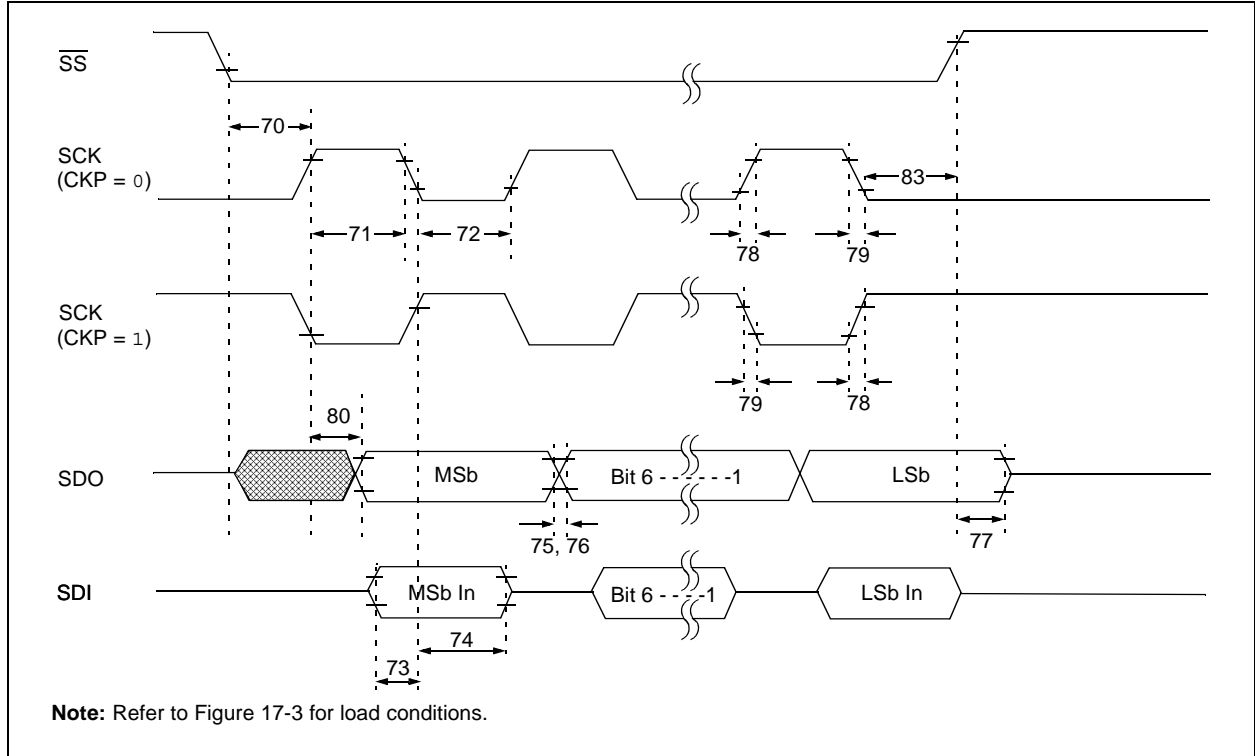 SS
70
SCK
(CKP = 0)
83
71
72
78
79
SCK
(CKP = 1)
79
78
80
SDO
MSb
Bit 6 - - - - - -1
LSb
75, 76
77
SDI
MSb In
Bit 6 - - - - -1
LSb In
74
73
Note: Refer to Figure 17-3 for load conditions.